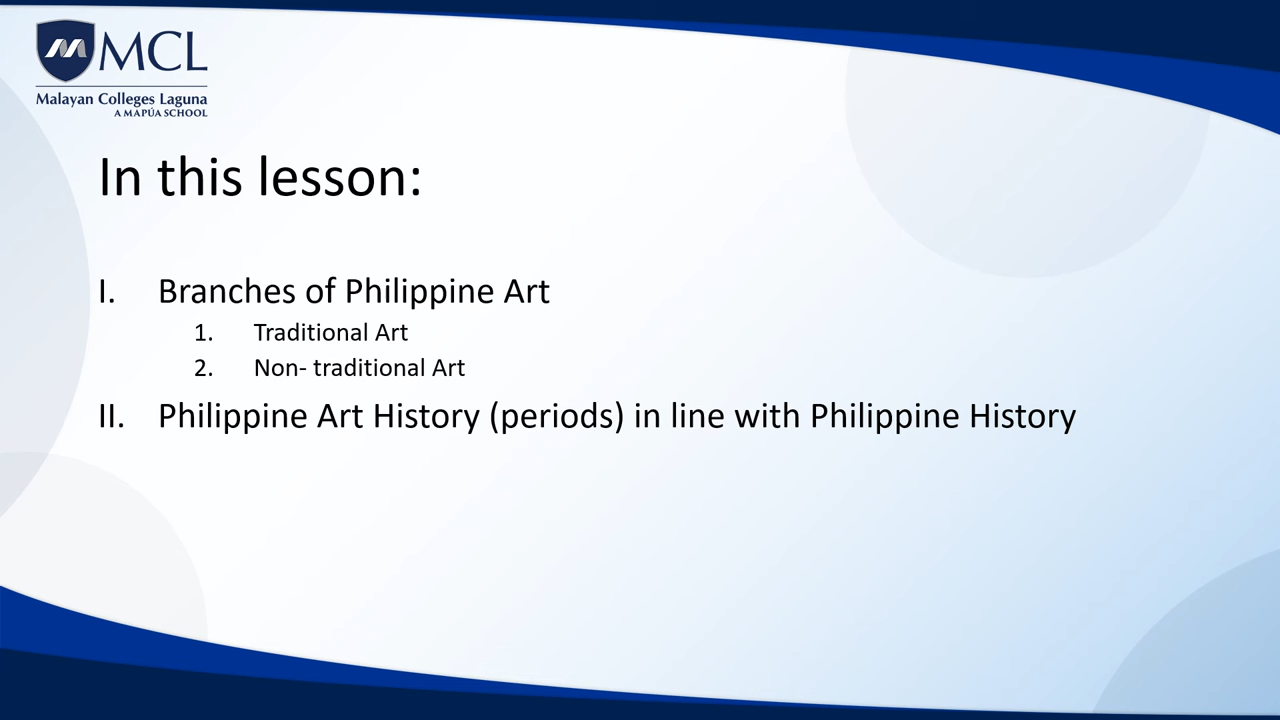 MCL
Malayan Colleges Laguna
A MAPÚA SCHOOL
In this lesson:
I. Branches of Philippine Art
1. Traditional Art
2. Non- traditional Art
II. Philippine Art History (periods) in line with Philippine History